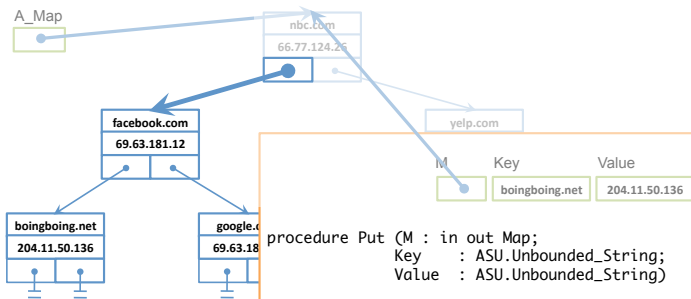 A_Map
nbc.com
66.77.124.26
facebook.com
69.63.181.12
yelp.com
M Key Value
boingboing.net 204.11.50.136
boingboing.net
204.11.50.136
google.c
69.63.18
procedure Put (M : in out Map;
Key : ASU.Unbounded_String;
Value : ASU.Unbounded_String)